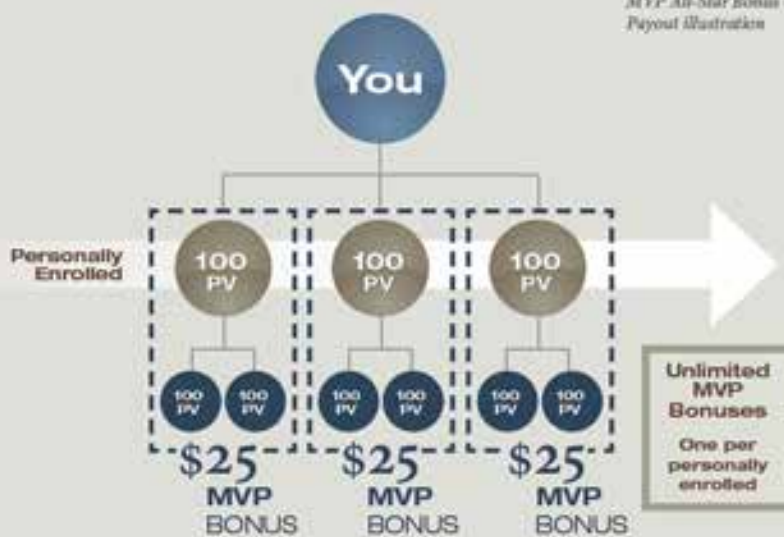 MVP All-Star Bonus
Payout illustration
You
Personally
Enrolled
100
PV
100
PV
100
PV
100
PV
100
PV
100
PV
100
PV
100
PV
100
PV
$25
MVP
BONUS
$25
MVP
BONUS
$25
MVP
BONUS
Unlimited
MVP
Bonuses
One per
personally
enrolled